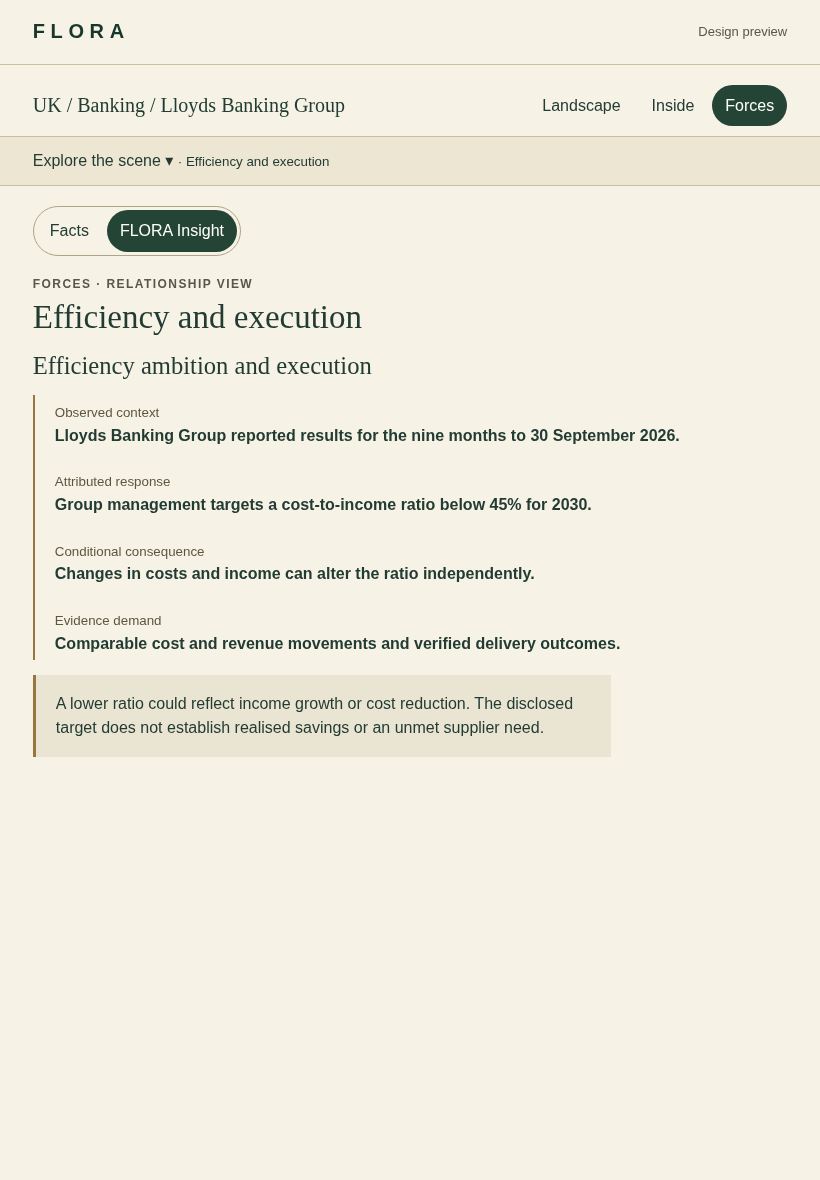 FLORA
Design preview
UK / Banking / Lloyds Banking Group
Landscape
Inside
Forces
Explore the scene ▾ · Efficiency and execution
Facts
FLORA Insight
FORCES · RELATIONSHIP VIEW
Efficiency and execution
Efficiency ambition and execution
Observed context
Lloyds Banking Group reported results for the nine months to 30 September 2026.
Attributed response
Group management targets a cost-to-income ratio below 45% for 2030.
Conditional consequence
Changes in costs and income can alter the ratio independently.
Evidence demand
Comparable cost and revenue movements and verified delivery outcomes.
A lower ratio could reflect income growth or cost reduction. The disclosed
target does not establish realised savings or an unmet supplier need.